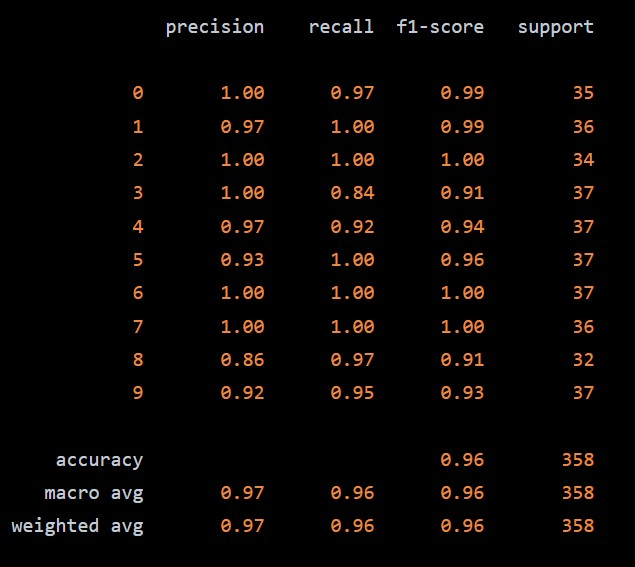 precision recall f1-score support
0 1.00 0.97 0.99 35
1 0.97 1.00 0.99 36
2 1.00 1.00 1.00 34
3 1.00 0.84 0.91 37
4 0.97 0.92 0.94 37
5 0.93 1.00 0.96 37
6 1.00 1.00 1.00 37
7 1.00 1.00 1.00 36
8 0.86 0.97 0.91 32
9 0.92 0.95 0.93 37
accuracy 0.96 358
macro avg 0.97 0.96 0.96 358
weighted avg 0.97 0.96 0.96 358